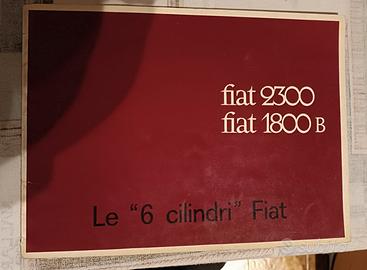 fiat 2300
fiat 1800 B
Le "6 cilindri" Fiat